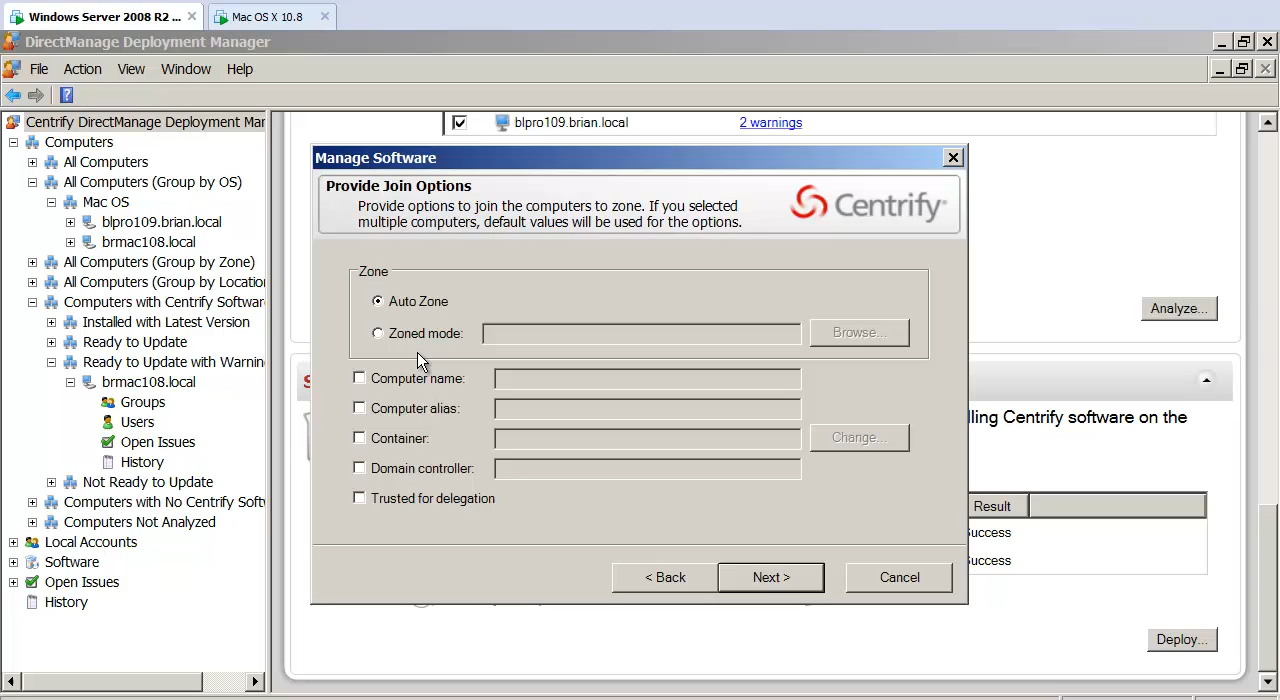 Windows Server 2008 R2 ...
Mac OS X 10.8
DirectManage Deployment Manager
File Action View Window Help
Centrify DirectManage Deployment Mar
Computers
All Computers
All Computers (Group by OS)
Mac OS
blpro109.brian.local
brmac108.local
All Computers (Group by Zone)
All Computers (Group by Locatio
Computers with Centrify Softwar
Installed with Latest Version
Ready to Update
Ready to Update with Warnin
brmac108.local
Groups
Users
Open Issues
History
Not Ready to Update
Computers with No Centrify Soft
Computers Not Analyzed
Local Accounts
Software
Open Issues
History
blpro109.brian.local 2 warnings
Manage Software
Provide Join Options
Provide options to join the computers to zone. If you selected
multiple computers, default values will be used for the options.
Centrify
Zone
Auto Zone
Zoned mode: Browse...
Computer name:
Computer alias:
Container: Change...
Domain controller:
Trusted for delegation
< Back Next > Cancel
Analyze...
lling Centrify software on the
Result
Success
Success
Deploy...